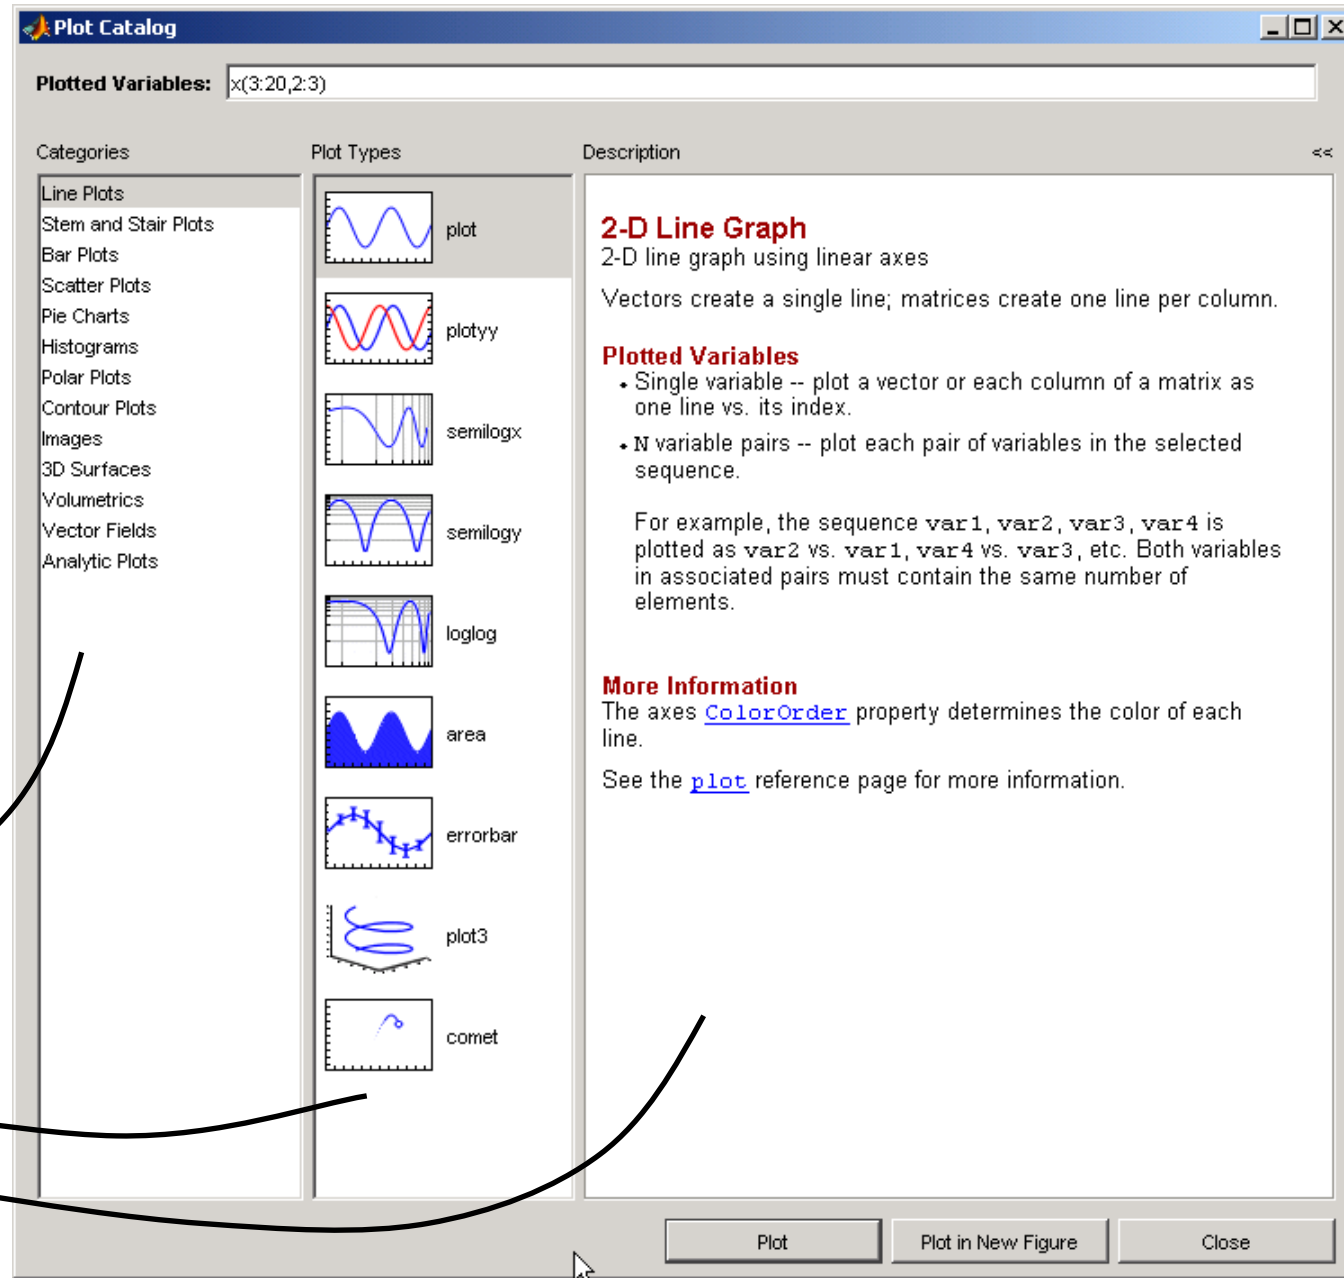 Plot Catalog
Plotted Variables: x(3:20,2:3)
Categories
Line Plots
Stem and Stair Plots
Bar Plots
Scatter Plots
Pie Charts
Histograms
Polar Plots
Contour Plots
Images
3D Surfaces
Volumetrics
Vector Fields
Analytic Plots
Plot Types
plot
plotyy
semilogx
semilogy
loglog
area
errorbar
plot3
comet
Description <<
2-D Line Graph
2-D line graph using linear axes
Vectors create a single line; matrices create one line per column.
Plotted Variables
• Single variable -- plot a vector or each column of a matrix as
one line vs. its index.
• N variable pairs -- plot each pair of variables in the selected
sequence.
For example, the sequence var1, var2, var3, var4 is
plotted as var2 vs. var1, var4 vs. var3, etc. Both variables
in associated pairs must contain the same number of
elements.
More Information
The axes ColorOrder property determines the color of each
line.
See the plot reference page for more information.
Plot
Plot in New Figure
Close